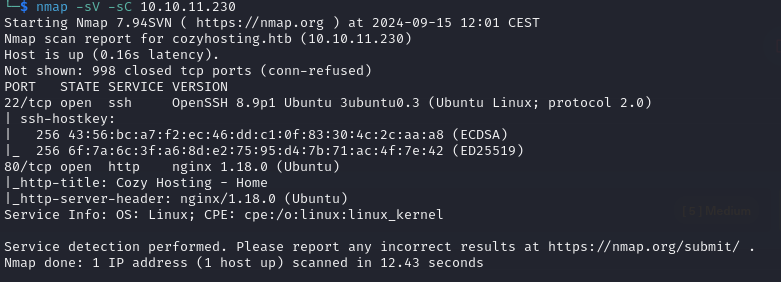 └─$ nmap -sV -sC 10.10.11.230
Starting Nmap 7.94SVN ( https://nmap.org ) at 2024-09-15 12:01 CEST
Nmap scan report for cozyhosting.htb (10.10.11.230)
Host is up (0.16s latency).
Not shown: 998 closed tcp ports (conn-refused)
PORT   STATE SERVICE VERSION
22/tcp open  ssh     OpenSSH 8.9p1 Ubuntu 3ubuntu0.3 (Ubuntu Linux; protocol 2.0)
| ssh-hostkey:
|   256 43:56:bc:a7:f2:ec:46:dd:c1:0f:83:30:4c:2c:aa:a8 (ECDSA)
|_  256 6f:7a:6c:3f:a6:8d:e2:75:95:d4:7b:71:ac:4f:7e:42 (ED25519)
80/tcp open  http    nginx 1.18.0 (Ubuntu)
|_http-title: Cozy Hosting - Home
|_http-server-header: nginx/1.18.0 (Ubuntu)
Service Info: OS: Linux; CPE: cpe:/o:linux:linux_kernel
| 5 | Medium
Service detection performed. Please report any incorrect results at https://nmap.org/submit/ .
Nmap done: 1 IP address (1 host up) scanned in 12.43 seconds